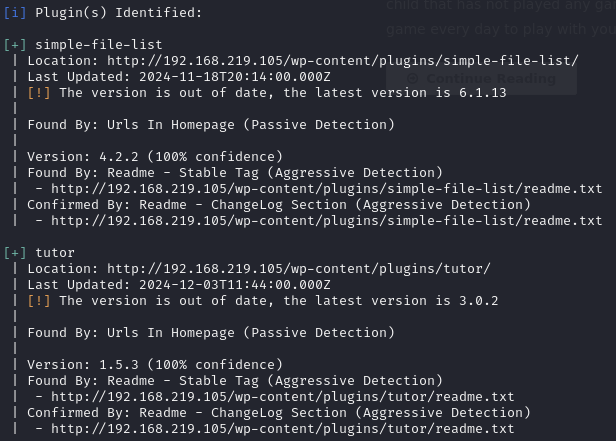 [i] Plugin(s) Identified:
child that has not played any gam
game every day to play with you
[+] simple-file-list
| Location: http://192.168.219.105/wp-content/plugins/simple-file-list/
| Last Updated: 2024-11-18T20:14:00.000Z
Continue Reading
| [!] The version is out of date, the latest version is 6.1.13
|
| Found By: Urls In Homepage (Passive Detection)
|
| Version: 4.2.2 (100% confidence)
| Found By: Readme - Stable Tag (Aggressive Detection)
|  - http://192.168.219.105/wp-content/plugins/simple-file-list/readme.txt
| Confirmed By: Readme - ChangeLog Section (Aggressive Detection)
|  - http://192.168.219.105/wp-content/plugins/simple-file-list/readme.txt
[+] tutor
| Location: http://192.168.219.105/wp-content/plugins/tutor/
| Last Updated: 2024-12-03T11:44:00.000Z
| [!] The version is out of date, the latest version is 3.0.2
|
| Found By: Urls In Homepage (Passive Detection)
|
| Version: 1.5.3 (100% confidence)
| Found By: Readme - Stable Tag (Aggressive Detection)
|  - http://192.168.219.105/wp-content/plugins/tutor/readme.txt
| Confirmed By: Readme - ChangeLog Section (Aggressive Detection)
|  - http://192.168.219.105/wp-content/plugins/tutor/readme.txt